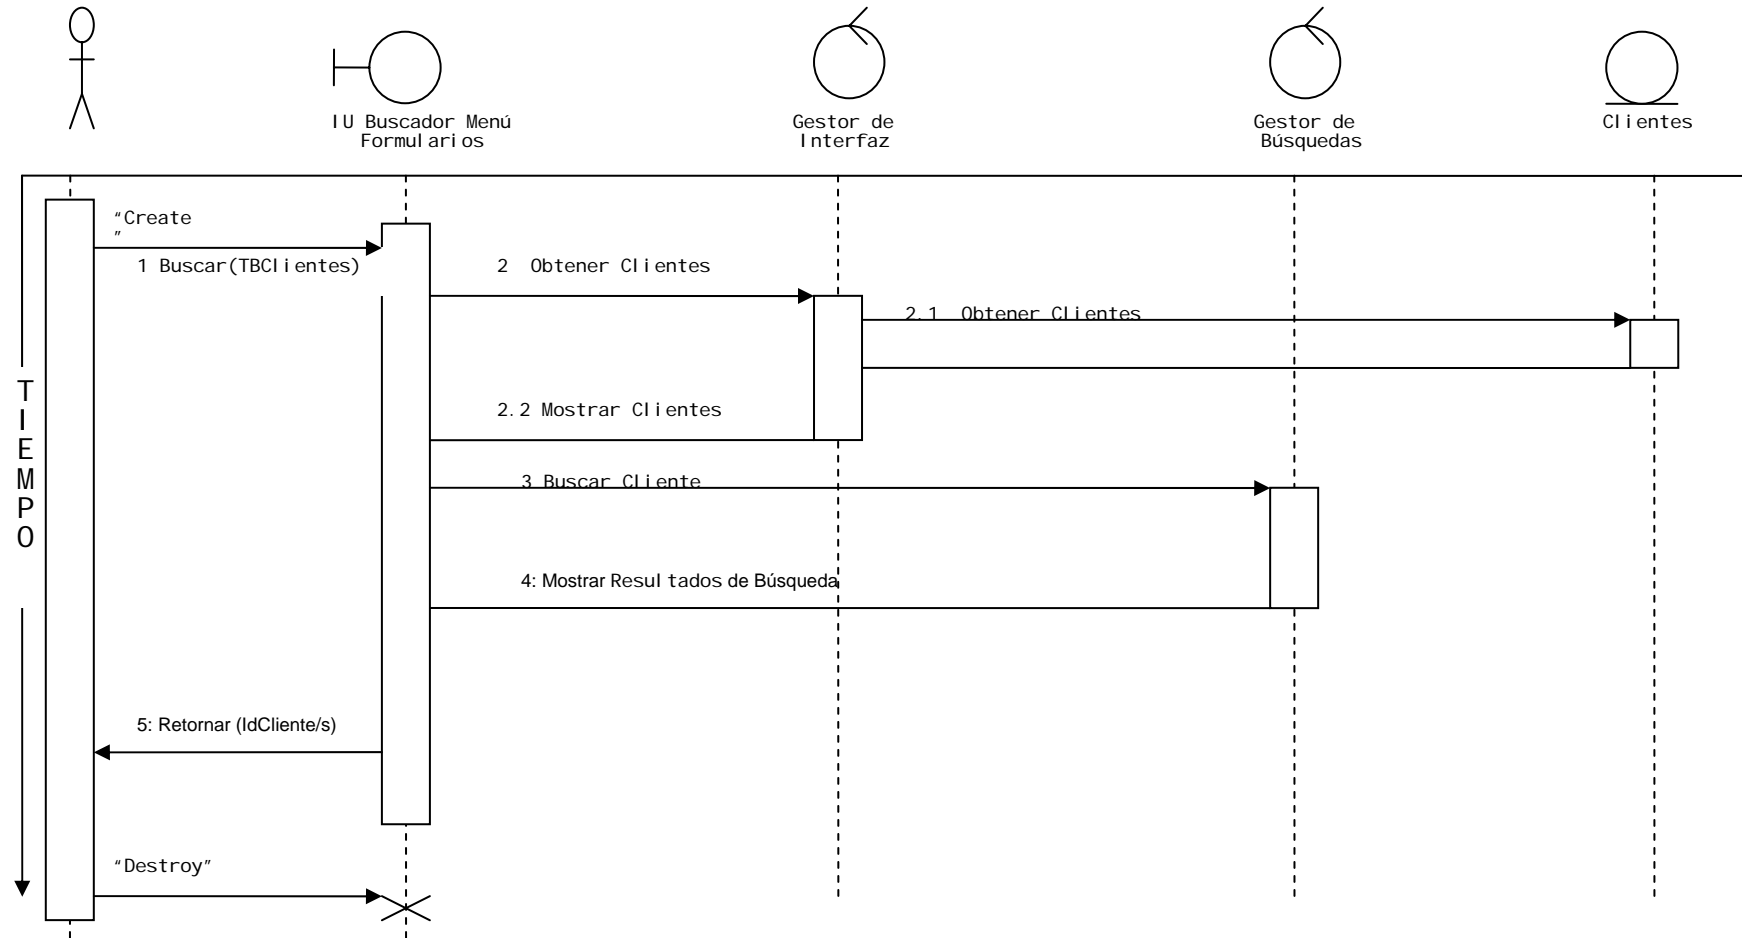 IU Buscador Menú
Formularios
Gestor de
Interfaz
Gestor de
Búsquedas
Clientes
“Create
”
1 Buscar(TBClientes)
2 Obtener Clientes
2.1 Obtener Clientes
TIEMPO
2.2 Mostrar Clientes
3 Buscar Cliente
4: Mostrar Resultados de Búsqueda
5: Retornar (IdCliente/s)
“Destroy”